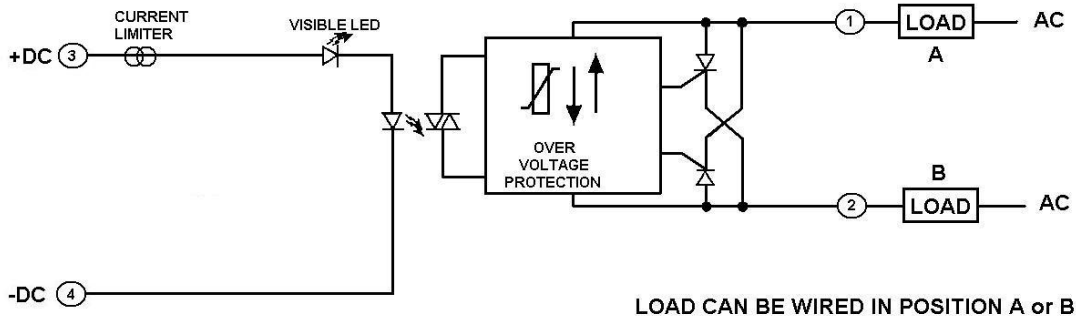 CURRENT
LIMITER
VISIBLE LED
+DC 3
1 LOAD AC
A
OVER
VOLTAGE
PROTECTION
B
2 LOAD AC
-DC 4
LOAD CAN BE WIRED IN POSITION A or B